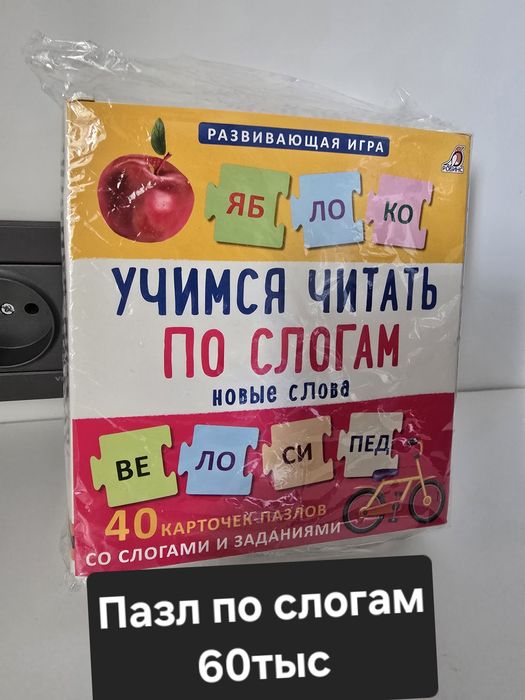 РАЗВИВАЮЩАЯ ИГРА
РОБИНС
ЯБ ЛО КО
УЧИМСЯ ЧИТАТЬ
ПО СЛОГАМ
НОВЫЕ СЛОВА
ВЕ ЛО СИ ПЕД
40 КАРТОЧЕК-ПАЗЛОВ
СО СЛОГАМИ И ЗАДАНИЯМИ
Пазл по слогам
60тыс